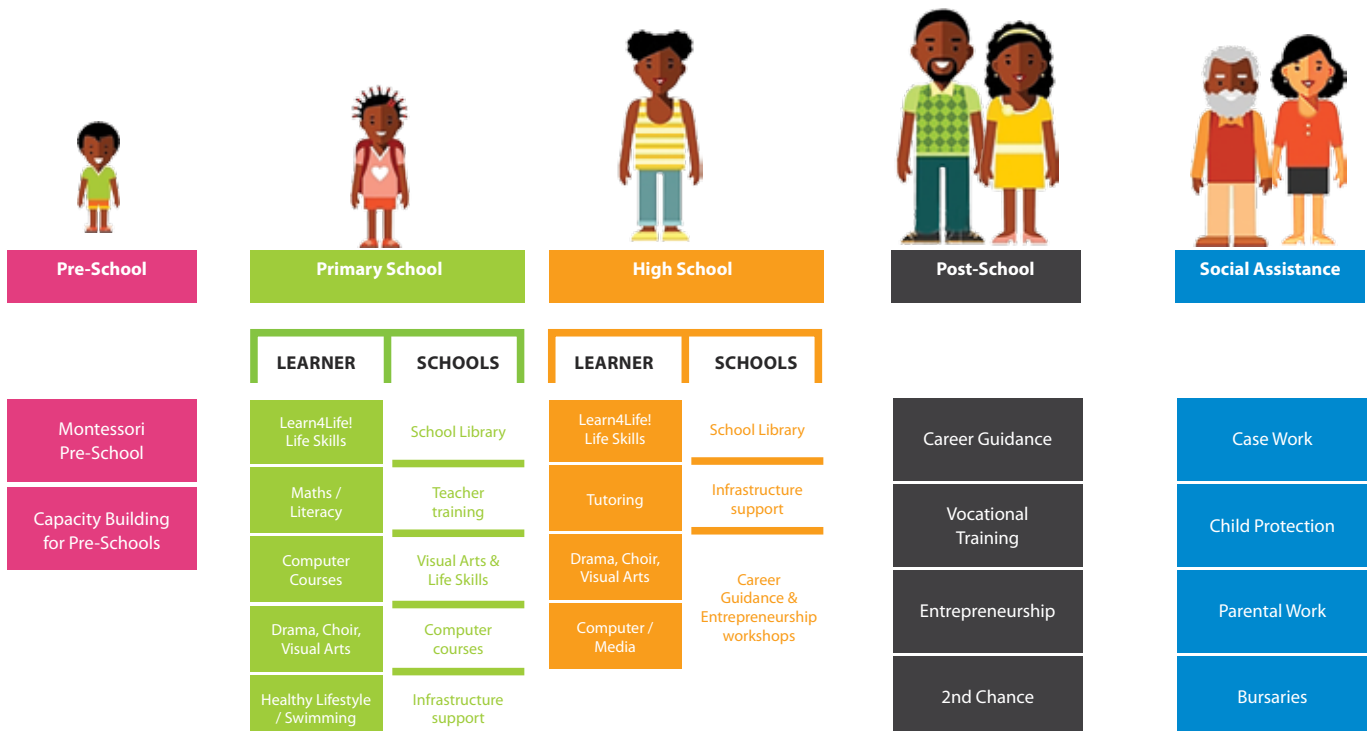 Pre-School
Primary School
High School
Post-School
Social Assistance
LEARNER
SCHOOLS
LEARNER
SCHOOLS
Montessori
Pre-School
Capacity Building
for Pre-Schools
Learn4Life!
Life Skills
Maths /
Literacy
Computer
Courses
Drama, Choir,
Visual Arts
Healthy Lifestyle
/ Swimming
School Library
Teacher
training
Visual Arts &
Life Skills
Computer
courses
Infrastructure
support
Learn4Life!
Life Skills
Tutoring
Drama, Choir,
Visual Arts
Computer /
Media
School Library
Infrastructure
support
Career
Guidance &
Entrepreneurship
workshops
Career Guidance
Vocational
Training
Entrepreneurship
2nd Chance
Case Work
Child Protection
Parental Work
Bursaries